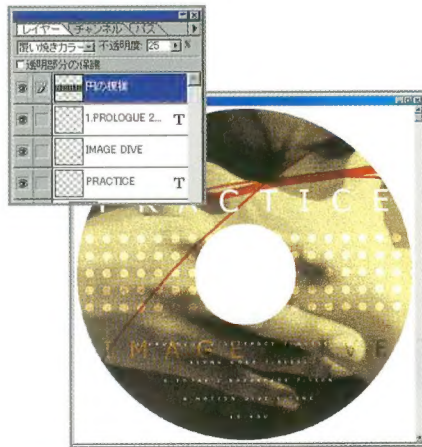 レイヤー チャンネル パス
覆い焼きカラー 不透明度: 25 %
透明部分の保護
円の模様
1.PROLOGUE 2... T
IMAGE DIVE
PRACTICE T
PRACTICE
IMAGE DIVE